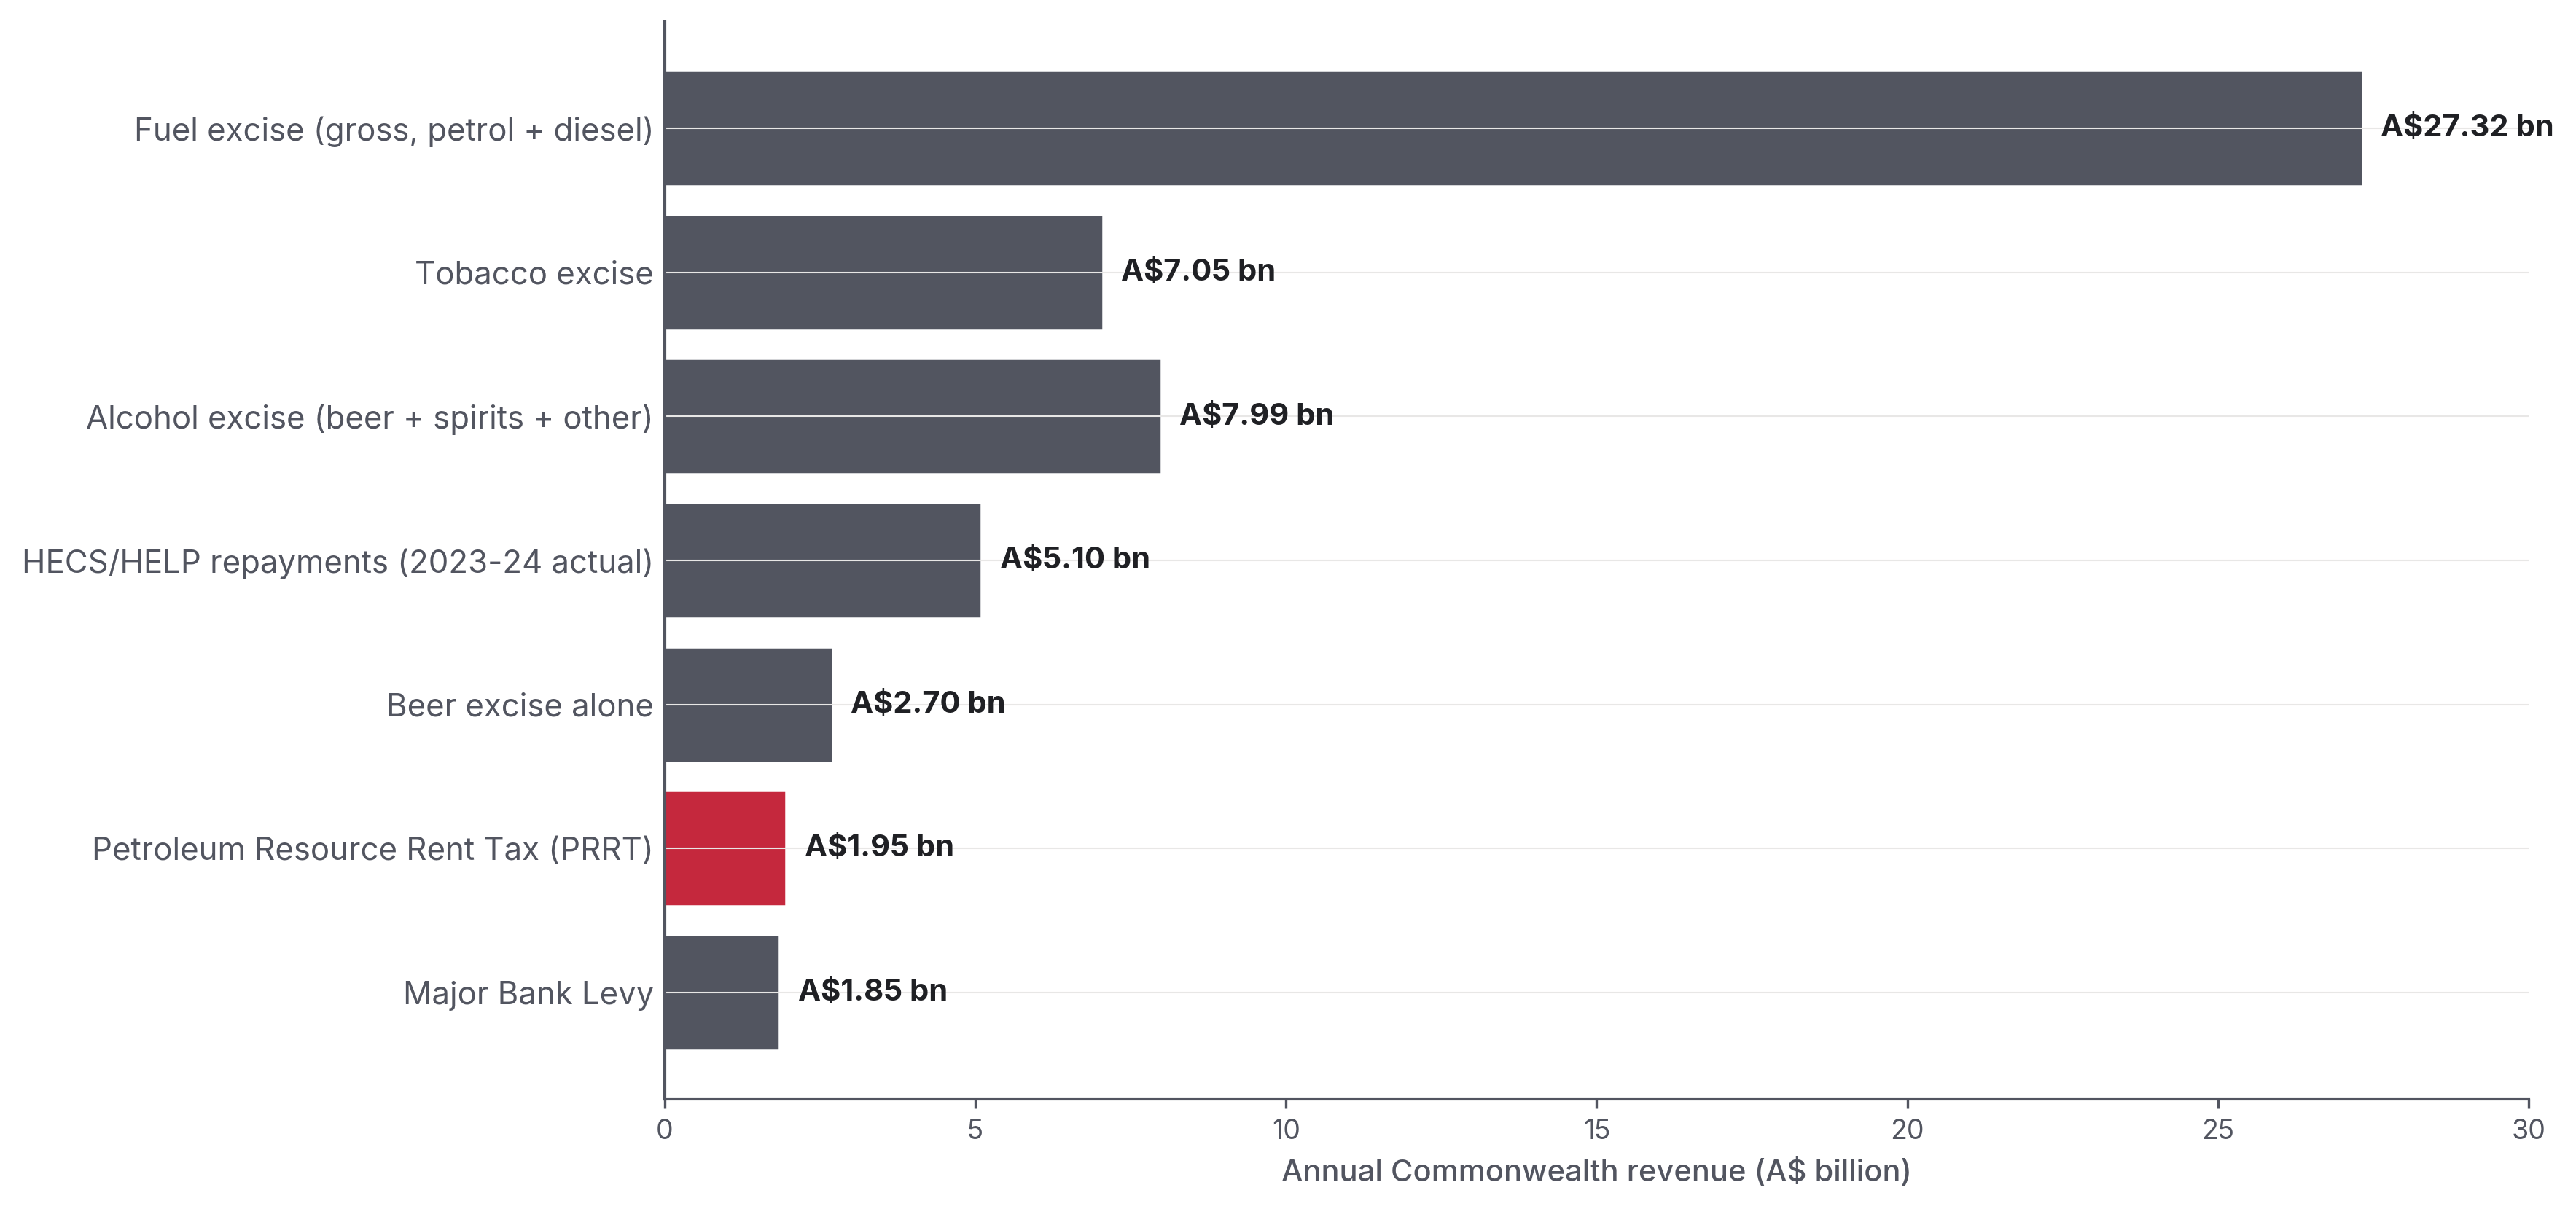 Fuel excise (gross, petrol + diesel) A$27.32 bn
Tobacco excise A$7.05 bn
Alcohol excise (beer + spirits + other) A$7.99 bn
HECS/HELP repayments (2023-24 actual) A$5.10 bn
Beer excise alone A$2.70 bn
Petroleum Resource Rent Tax (PRRT) A$1.95 bn
Major Bank Levy A$1.85 bn
0 5 10 15 20 25 30
Annual Commonwealth revenue (A$ billion)